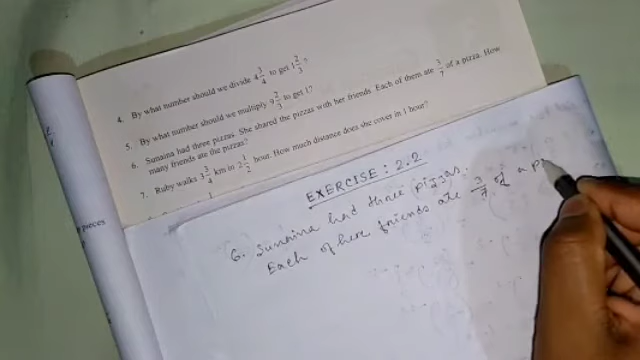 4. By what number should we divide 4 3/4 to get 1 2/3 ?
5. By what number should we multiply 9 2/3 to get 1?
6. Sunaina had three pizzas. She shared the pizzas with her friends. Each of them ate 3/7 of a pizza. How
many friends ate the pizzas?
7. Ruby walks 3 3/4 km in 2 1/2 hour. How much distance does she cover in 1 hour?
pieces
EXERCISE : 2.2
6. Sunaina had three pizzas.
Each of here friends ate 3/7 of a pi